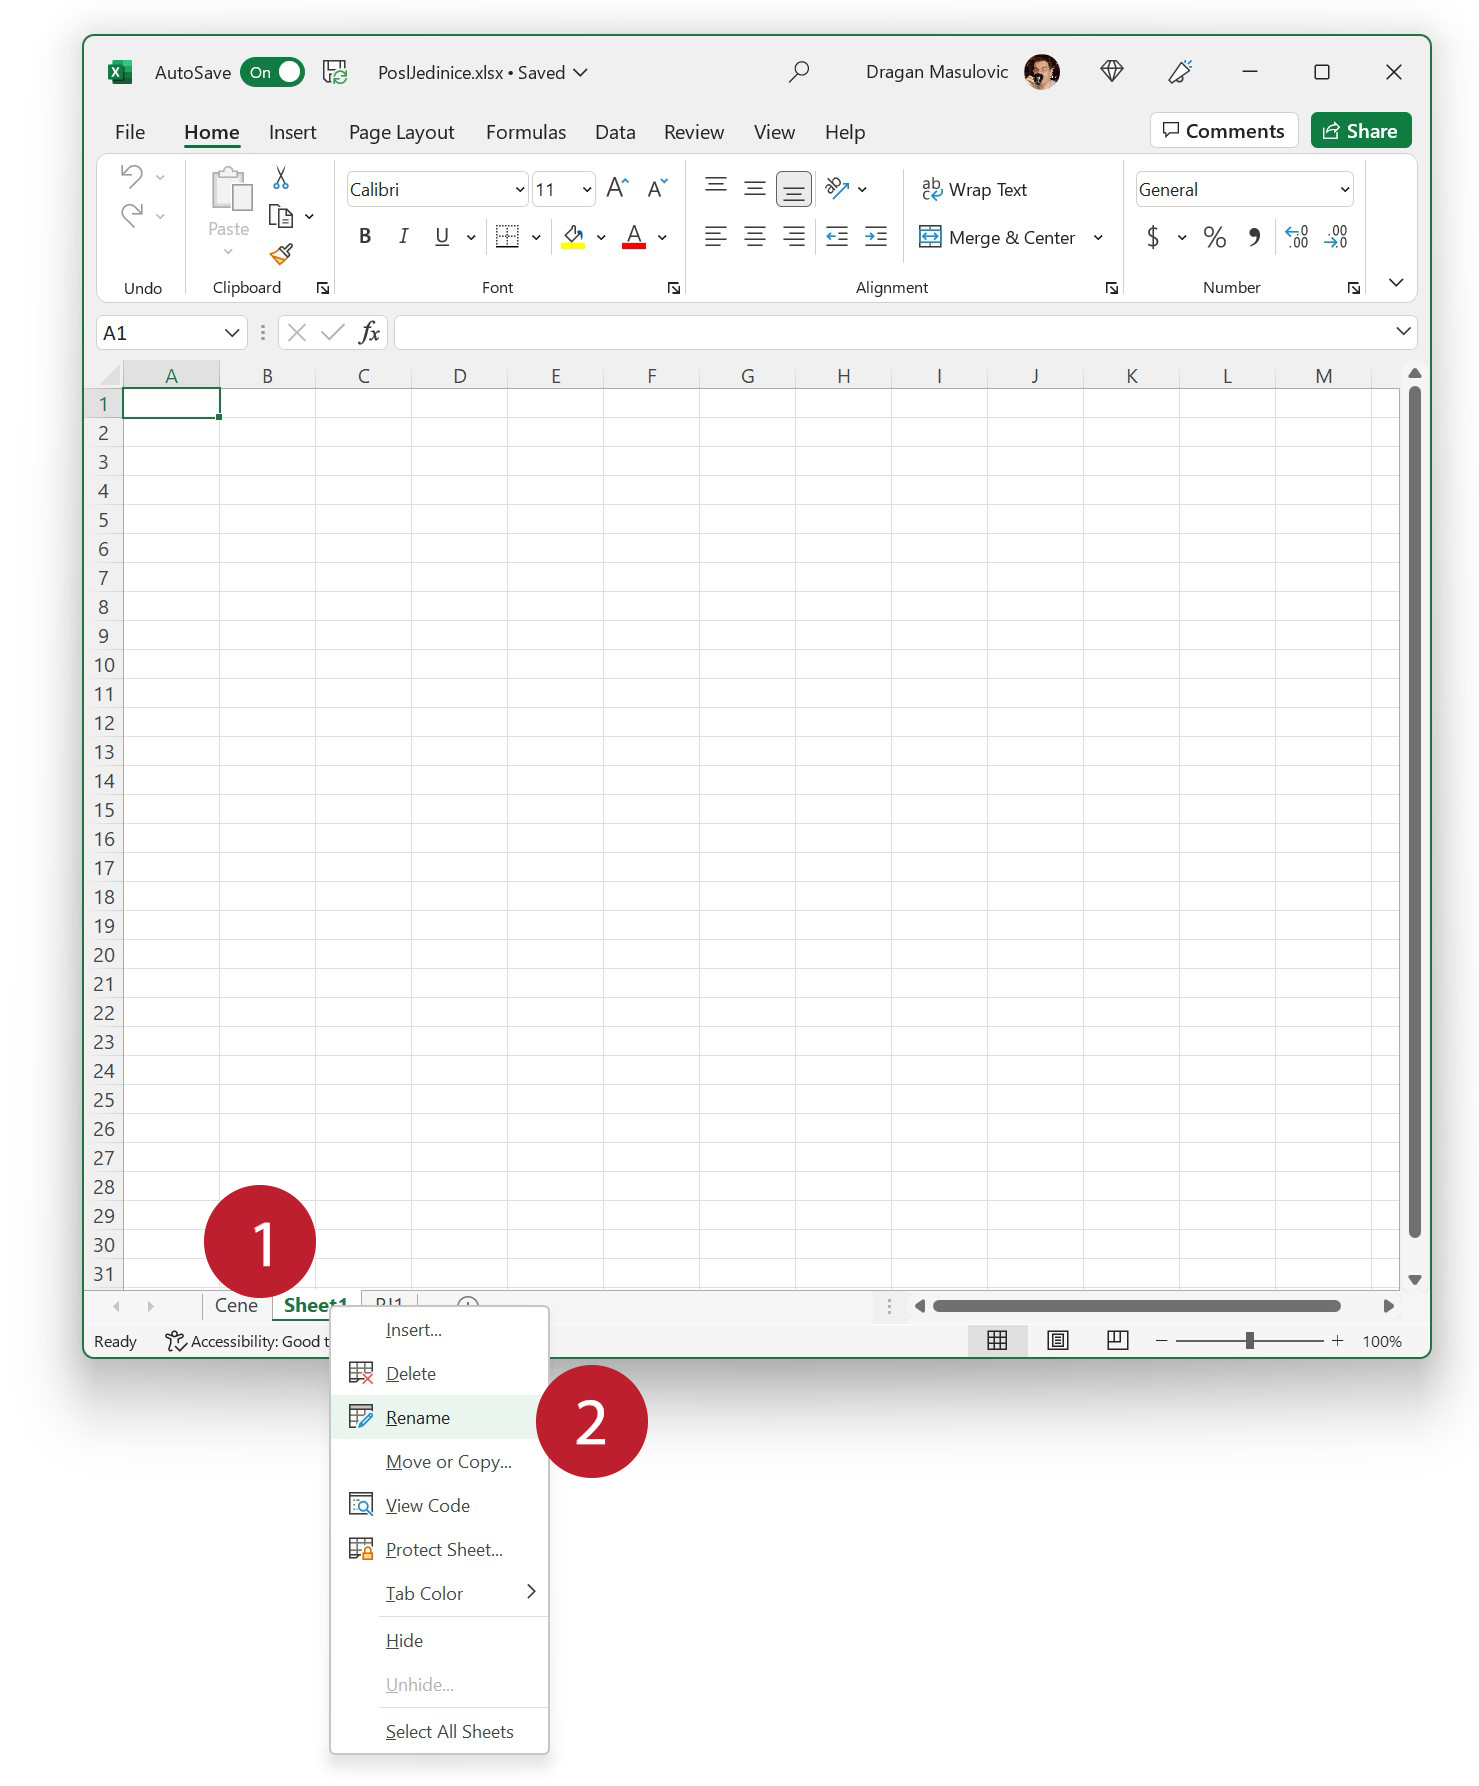 AutoSave On PoslJedinice.xlsx • Saved Dragan Masulovic
File Home Insert Page Layout Formulas Data Review View Help Comments Share
Calibri 11 Wrap Text General
Paste
B I U A Merge & Center $ % 9 .00 .00
Undo Clipboard Font Alignment Number
A1 fx
A B C D E F G H I J K L M
1
2
3
4
5
6
7
8
9
10
11
12
13
14
15
16
17
18
19
20
21
22
23
24
25
26
27
28
29
30
31
1
Cene Sheet1
Ready Accessibility: Good t 100%
Insert...
Delete
Rename
2
Move or Copy...
View Code
Protect Sheet...
Tab Color
Hide
Unhide...
Select All Sheets